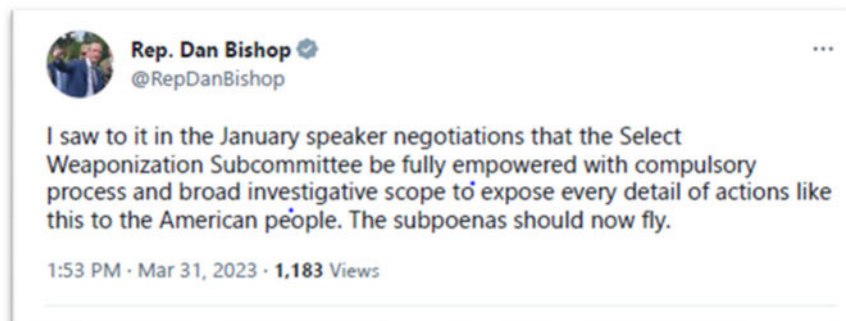 Rep. Dan Bishop
@RepDanBishop
I saw to it in the January speaker negotiations that the Select
Weaponization Subcommittee be fully empowered with compulsory
process and broad investigative scope to expose every detail of actions like
this to the American people. The subpoenas should now fly.
1:53 PM · Mar 31, 2023 · 1,183 Views